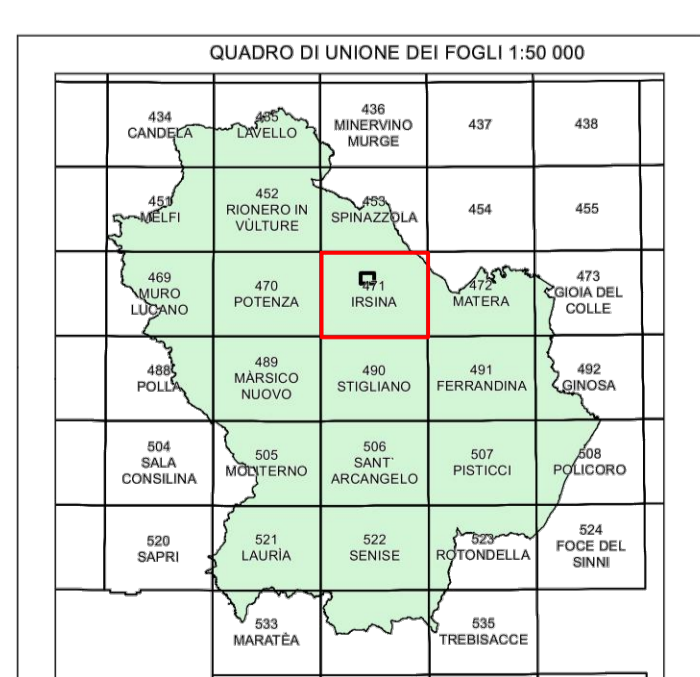 QUADRO DI UNIONE DEI FOGLI 1:50 000
434
CANDELA
435
LAVELLO
436
MINERVINO
MURGE
437
438
451
MELFI
452
RIONERO IN
VÙLTURE
453
SPINAZZOLA
454
455
469
MURO
LUCANO
470
POTENZA
471
IRSINA
472
MATERA
473
GIOIA DEL
COLLE
488
POLLA
489
MÀRSICO
NUOVO
490
STIGLIANO
491
FERRANDINA
492
GINOSA
504
SALA
CONSILINA
505
MOLITERNO
506
SANT'
ARCANGELO
507
PISTICCI
508
POLICORO
520
SAPRI
521
LAURÌA
522
SENISE
523
ROTONDELLA
524
FOCE DEL
SINNI
533
MARATÈA
535
TREBISACCE